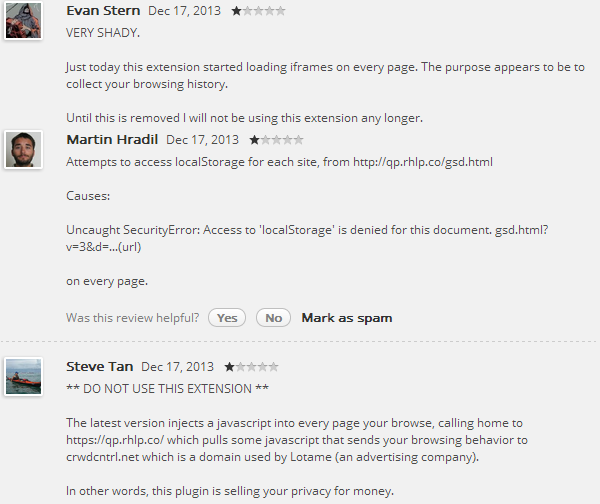 Evan Stern Dec 17, 2013
VERY SHADY.
Just today this extension started loading iframes on every page. The purpose appears to be to
collect your browsing history.
Until this is removed I will not be using this extension any longer.
Martin Hradil Dec 17, 2013
Attempts to access localStorage for each site, from http://qp.rhlp.co/gsd.html
Causes:
Uncaught SecurityError: Access to 'localStorage' is denied for this document. gsd.html?
v=3&d=...(url)
on every page.
Was this review helpful? Yes No Mark as spam
Steve Tan Dec 17, 2013
** DO NOT USE THIS EXTENSION **
The latest version injects a javascript into every page your browse, calling home to
https://qp.rhlp.co/ which pulls some javascript that sends your browsing behavior to
crwdcntrl.net which is a domain used by Lotame (an advertising company).
In other words, this plugin is selling your privacy for money.